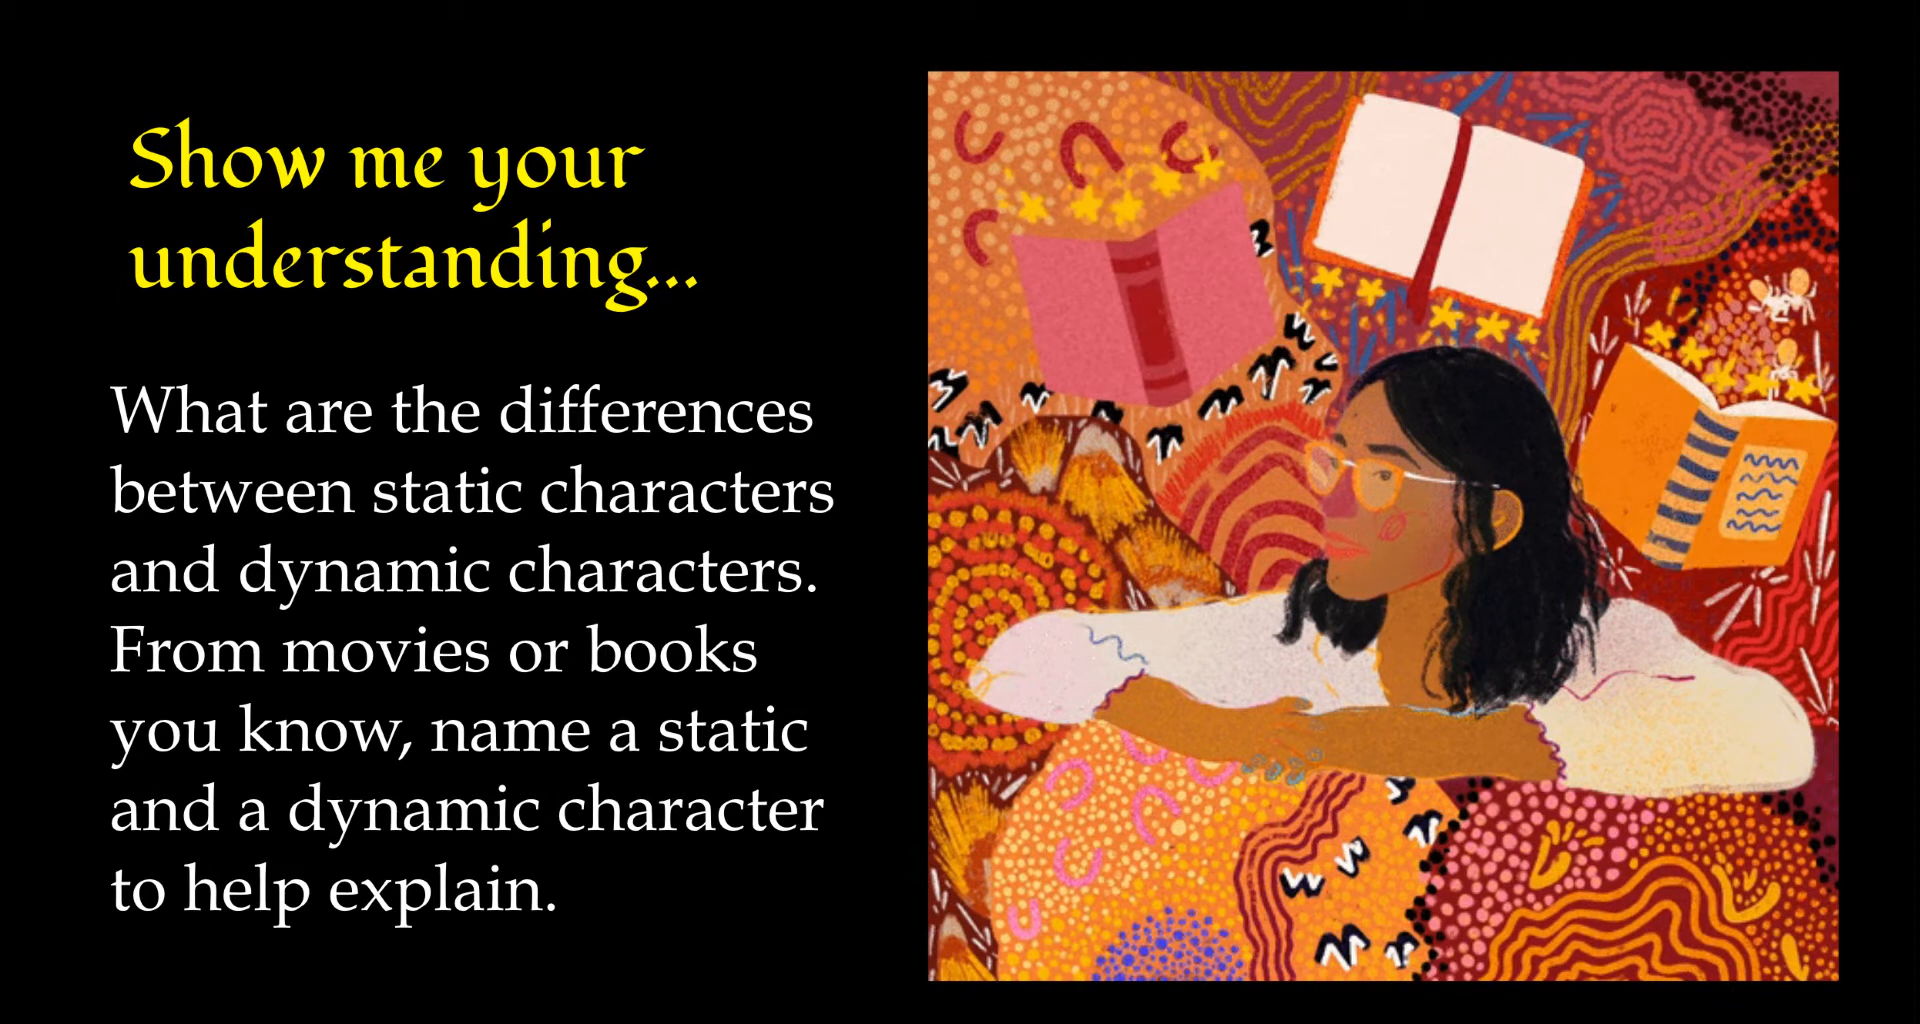 Show me your
understanding...
What are the differences
between static characters
and dynamic characters.
From movies or books
you know, name a static
and a dynamic character
to help explain.